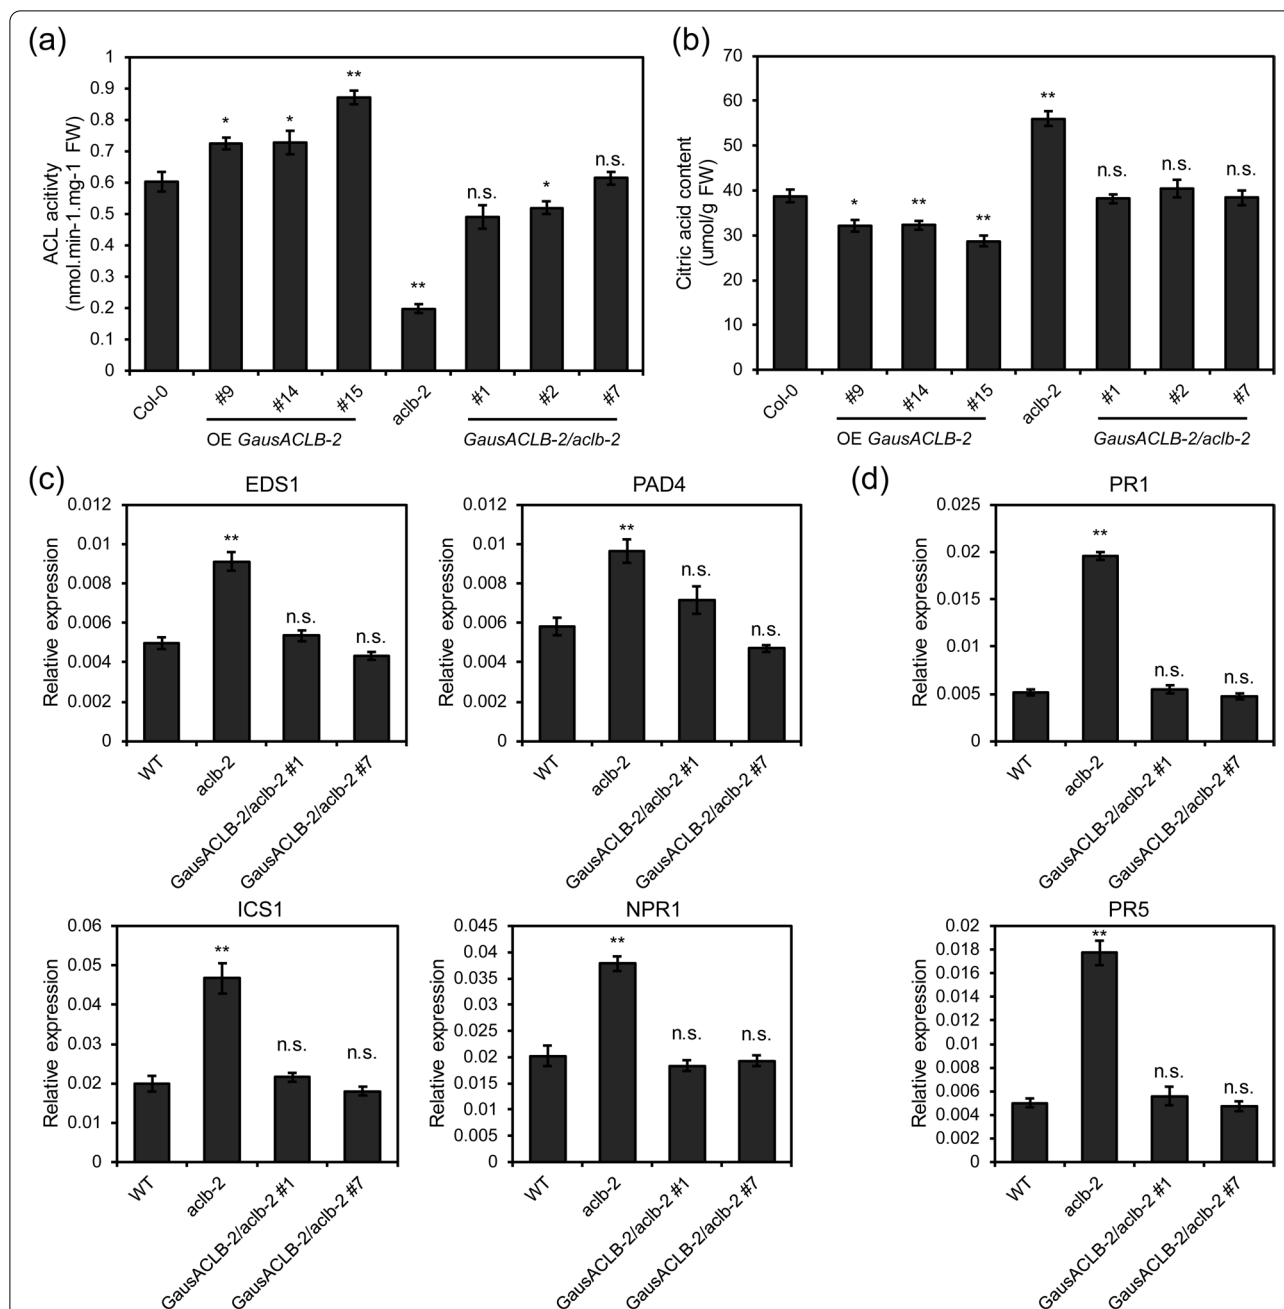 (a)
ACL acitivity
(nmol.min-1.mg-1 FW)
1
0.9
0.8
0.7
0.6
0.5
0.4
0.3
0.2
0.1
0
*
*
**
**
n.s.
*
n.s.
Col-0
#9
#14
#15
aclb-2
#1
#2
#7
OE GausACLB-2
GausACLB-2/aclb-2
(b)
Citric acid content
(umol/g FW)
70
60
50
40
30
20
10
0
*
**
**
**
n.s.
n.s.
n.s.
Col-0
#9
#14
#15
aclb-2
#1
#2
#7
OE GausACLB-2
GausACLB-2/aclb-2
(c)
EDS1
Relative expression
0.012
0.01
0.008
0.006
0.004
0.002
0
**
n.s.
n.s.
WT
aclb-2
GausACLB-2/aclb-2 #1
GausACLB-2/aclb-2 #7
PAD4
Relative expression
0.012
0.01
0.008
0.006
0.004
0.002
0
**
n.s.
n.s.
WT
aclb-2
GausACLB-2/aclb-2 #1
GausACLB-2/aclb-2 #7
(d)
PR1
Relative expression
0.025
0.02
0.015
0.01
0.005
0
**
n.s.
n.s.
WT
aclb-2
GausACLB-2/aclb-2 #1
GausACLB-2/aclb-2 #7
ICS1
Relative expression
0.06
0.05
0.04
0.03
0.02
0.01
0
**
n.s.
n.s.
WT
aclb-2
GausACLB-2/aclb-2 #1
GausACLB-2/aclb-2 #7
NPR1
Relative expression
0.045
0.04
0.035
0.03
0.025
0.02
0.015
0.01
0.005
0
**
n.s.
n.s.
WT
aclb-2
GausACLB-2/aclb-2 #1
GausACLB-2/aclb-2 #7
PR5
Relative expression
0.02
0.018
0.016
0.014
0.012
0.01
0.008
0.006
0.004
0.002
0
**
n.s.
n.s.
WT
aclb-2
GausACLB-2/aclb-2 #1
GausACLB-2/aclb-2 #7